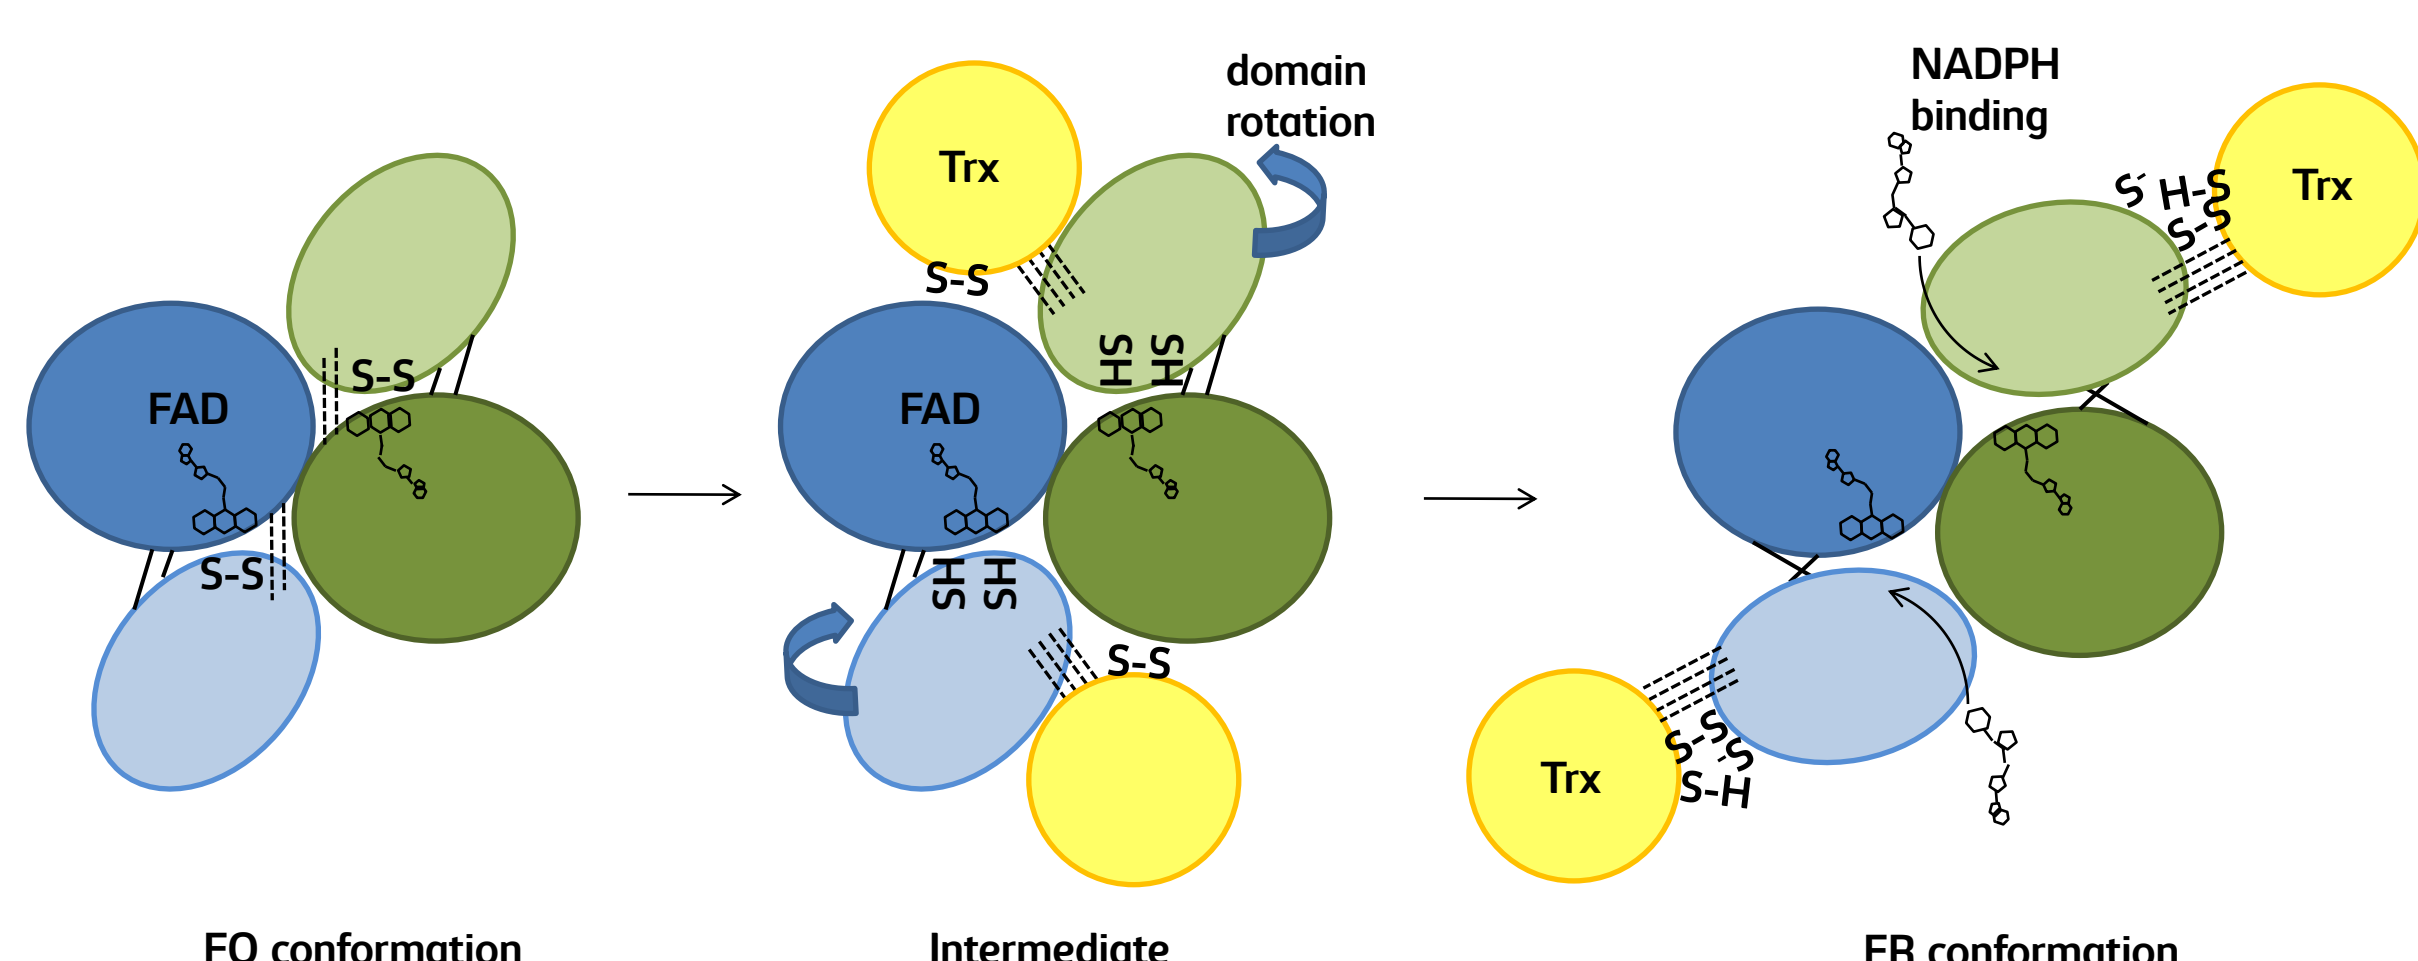 domain
rotation
NADPH
binding
Trx
Trx
S-S
S-
H-S
S-S
S-S
SH
SH
FAD
FAD
S-S
SH
SH
S-S
S-S
-S
S-H
Trx
FO conformation
Intermediate
FR conformation